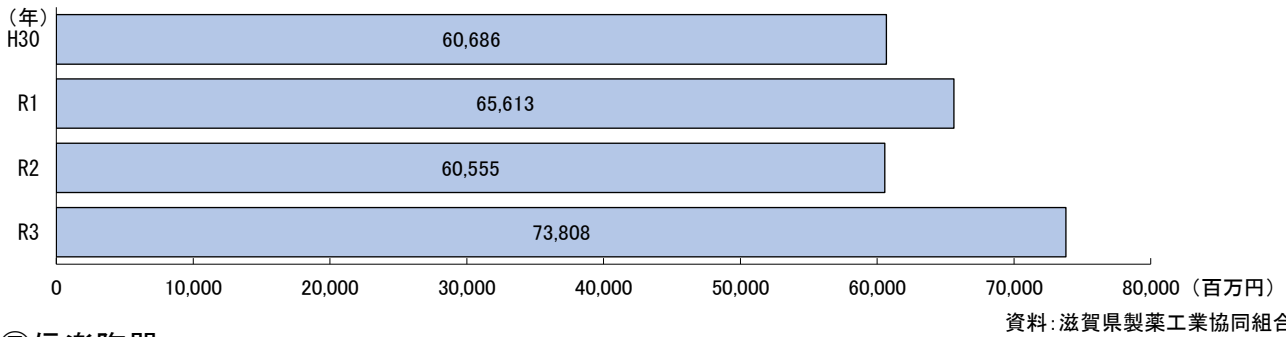 （年）
H30 60,686
R1 65,613
R2 60,555
R3 73,808
0 10,000 20,000 30,000 40,000 50,000 60,000 70,000 80,000（百万円）
資料：滋賀県製薬工業協同組合